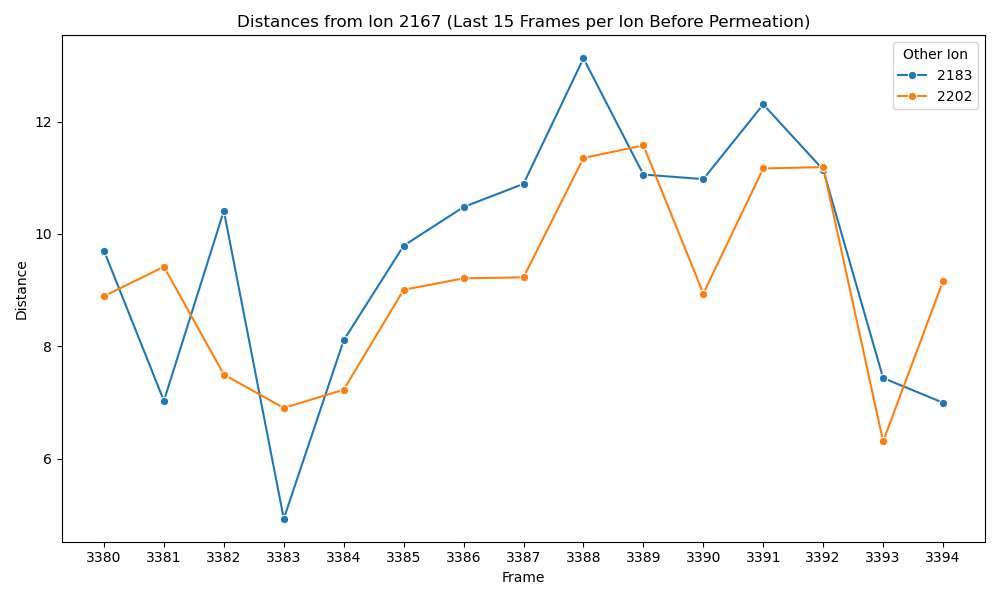 Distances from Ion 2167 (Last 15 Frames per Ion Before Permeation)
Other Ion
2183
2202
Distance
12
10
8
6
3380 3381 3382 3383 3384 3385 3386 3387 3388 3389 3390 3391 3392 3393 3394
Frame